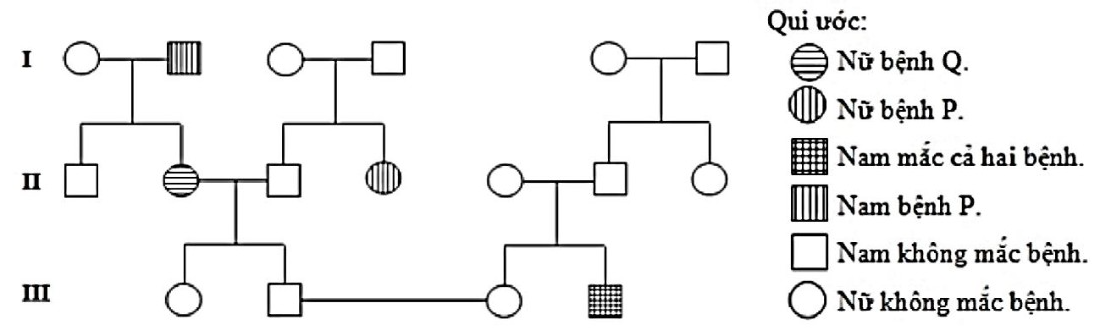 Qui ước:
I
Nữ bệnh Q.
Nữ bệnh P.
Nam mắc cả hai bệnh.
II
Nam bệnh P.
Nam không mắc bệnh.
III
Nữ không mắc bệnh.